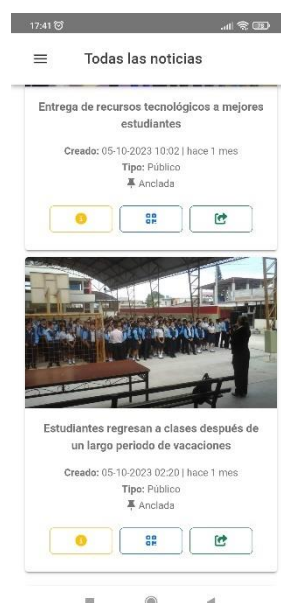 17:41
Todas las noticias
Entrega de recursos tecnológicos a mejores
estudiantes
Creado: 05-10-2023 10:02 | hace 1 mes
Tipo: Público
Anclada
Estudiantes regresan a clases después de
un largo periodo de vacaciones
Creado: 05-10-2023 02:20 | hace 1 mes
Tipo: Público
Anclada